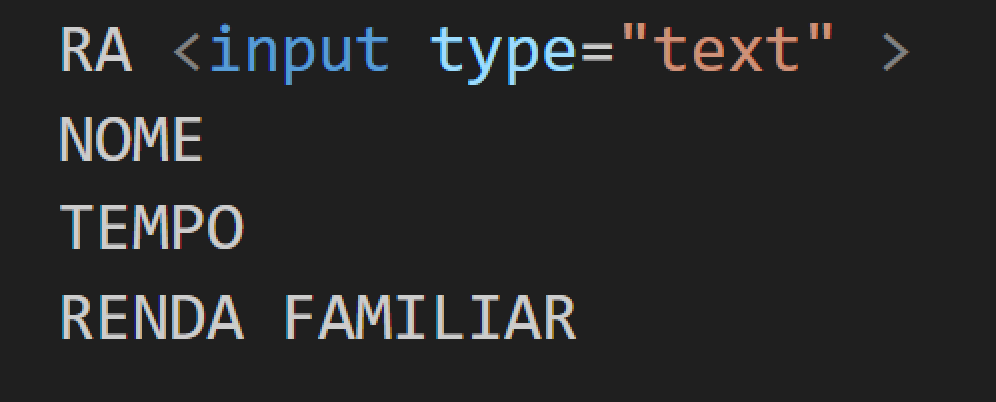 RA <input type="text" >
NOME
TEMPO
RENDA FAMILIAR